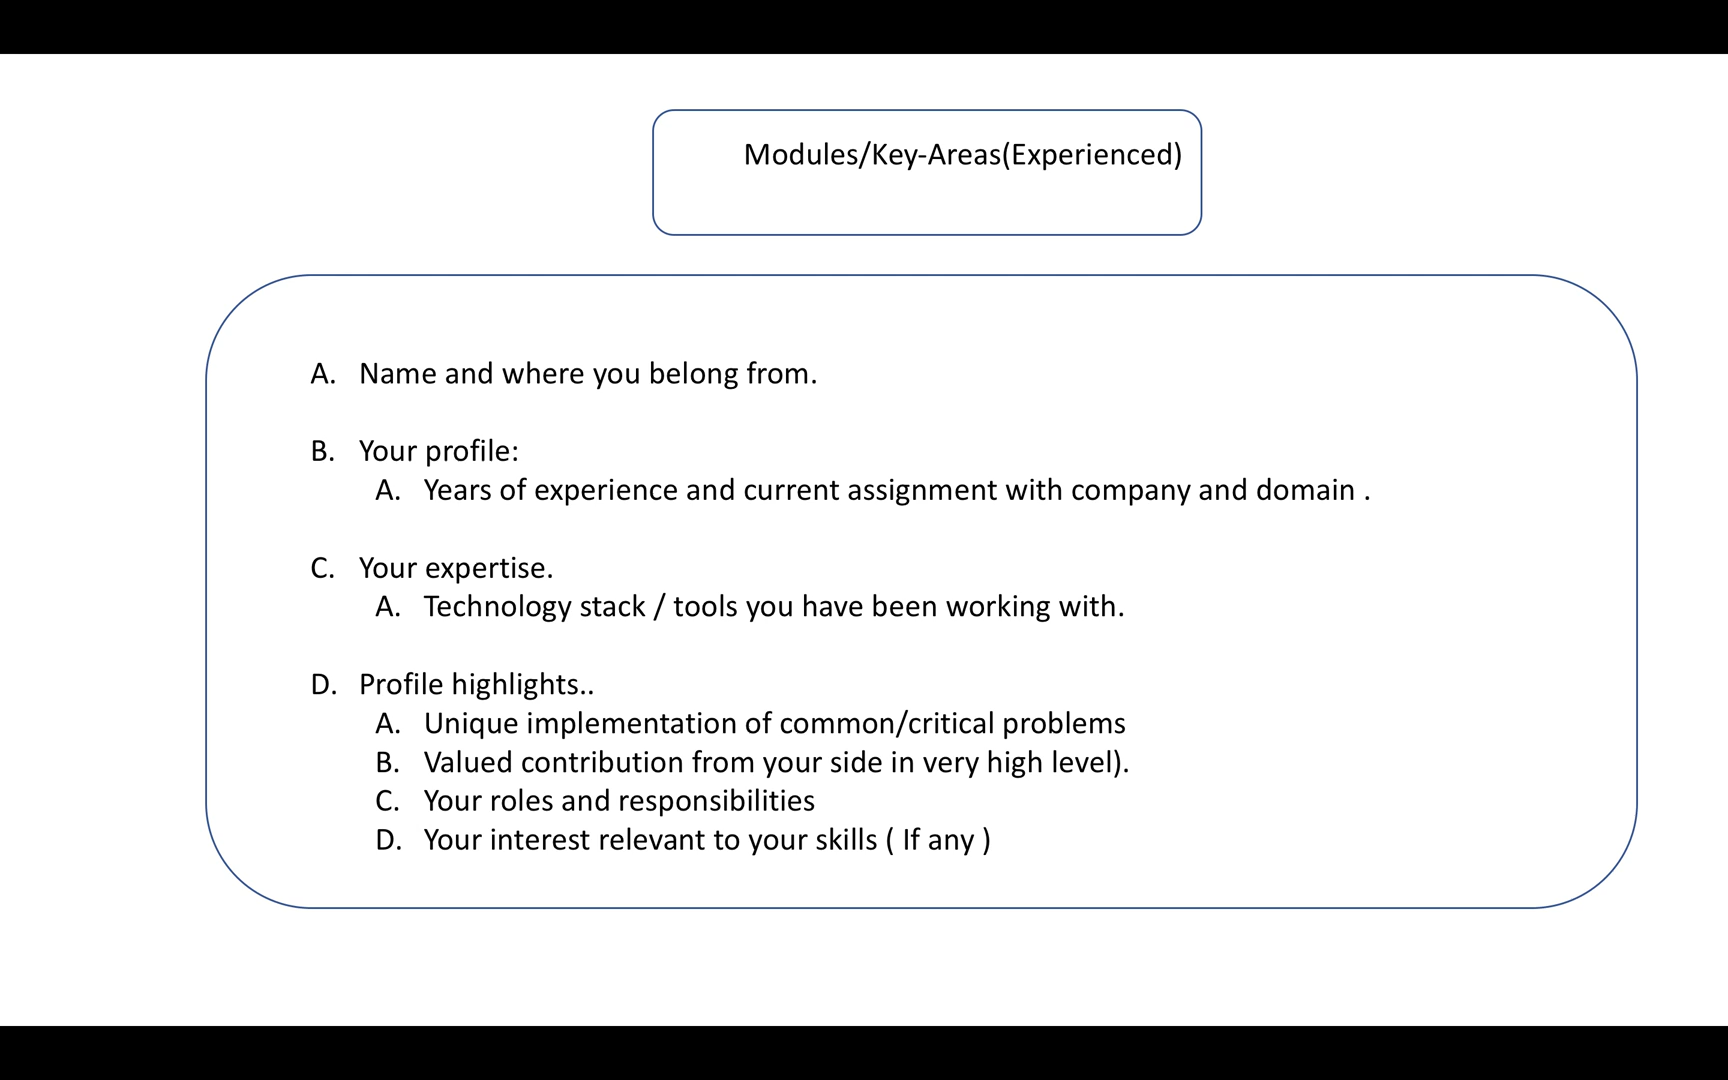 Modules/Key-Areas(Experienced)
A. Name and where you belong from.
B. Your profile:
A. Years of experience and current assignment with company and domain .
C. Your expertise.
A. Technology stack / tools you have been working with.
D. Profile highlights..
A. Unique implementation of common/critical problems
B. Valued contribution from your side in very high level).
C. Your roles and responsibilities
D. Your interest relevant to your skills ( If any )